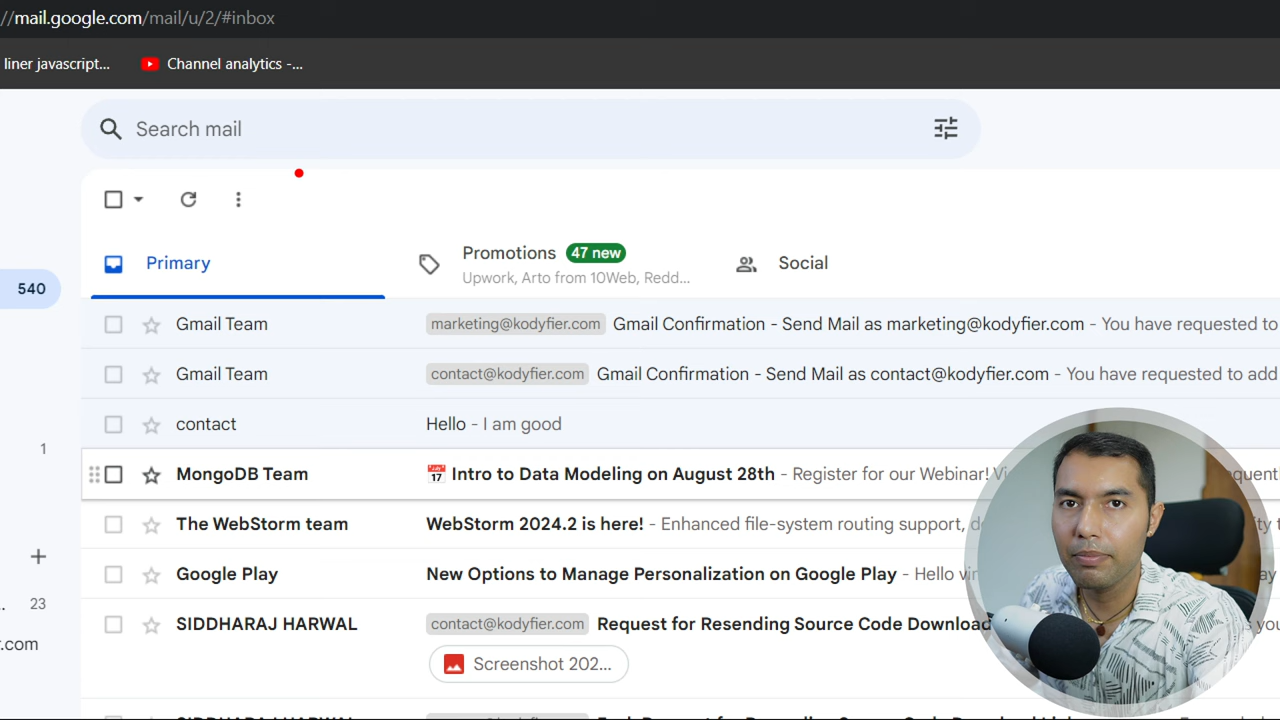 //mail.google.com/mail/u/2/#inbox
liner javascript... Channel analytics -...
Search mail
Primary
Promotions 47 new
Upwork, Arto from 10Web, Redd...
Social
540
Gmail Team marketing@kodyfier.com Gmail Confirmation - Send Mail as marketing@kodyfier.com - You have requested to
Gmail Team contact@kodyfier.com Gmail Confirmation - Send Mail as contact@kodyfier.com - You have requested to add
contact Hello - I am good
1
MongoDB Team 📅 Intro to Data Modeling on August 28th - Register for our Webinar!
The WebStorm team WebStorm 2024.2 is here! - Enhanced file-system routing support,
Google Play New Options to Manage Personalization on Google Play - Hello
.. 23
SIDDHARAJ HARWAL contact@kodyfier.com Request for Resending Source Code Download
r.com
Screenshot 202...